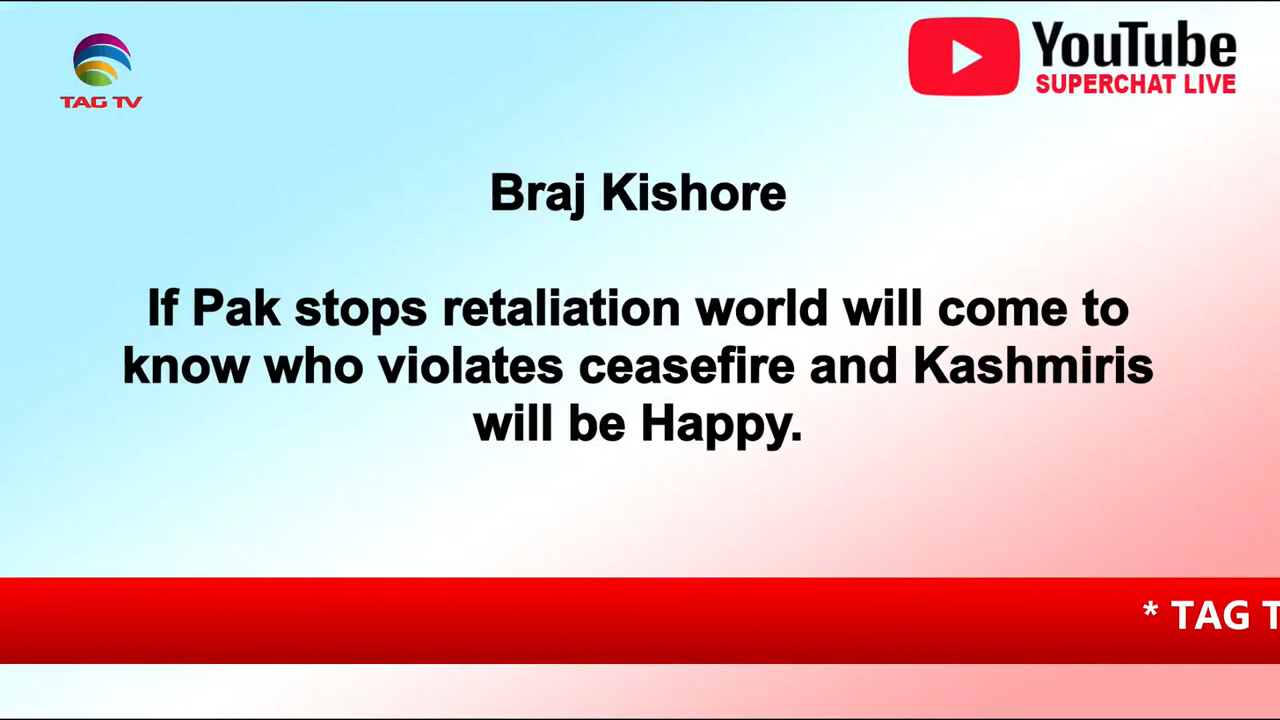 TAG TV
YouTube
SUPERCHAT LIVE
Braj Kishore
If Pak stops retaliation world will come to
know who violates ceasefire and Kashmiris
will be Happy.
* TAG T